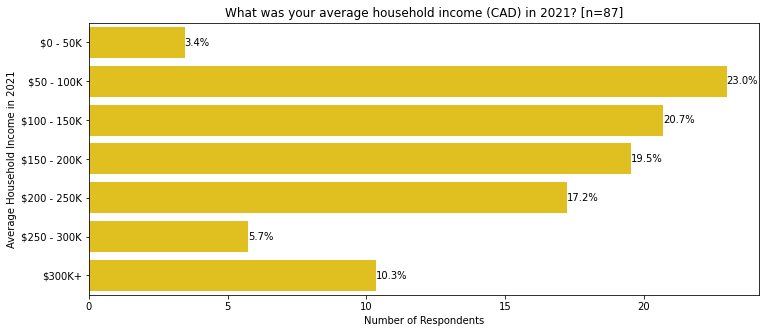 What was your average household income (CAD) in 2021? [n=87]
Average Household Income in 2021
$0 - 50K
3.4%
$50 - 100K
23.0%
$100 - 150K
20.7%
$150 - 200K
19.5%
$200 - 250K
17.2%
$250 - 300K
5.7%
$300K+
10.3%
0
5
10
15
20
Number of Respondents